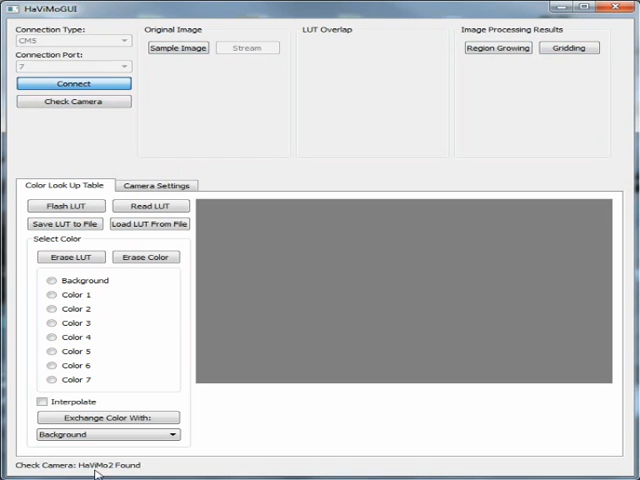 HaViMoGUI
Connection Type:
CM5
Connection Port:
7
Connect
Check Camera
Original Image
Sample Image
Stream
LUT Overlap
Image Processing Results
Region Growing
Gridding
Color Look Up Table
Camera Settings
Flash LUT
Read LUT
Save LUT to File
Load LUT From File
Select Color
Erase LUT
Erase Color
Background
Color 1
Color 2
Color 3
Color 4
Color 5
Color 6
Color 7
Interpolate
Exchange Color With:
Background
Check Camera: HaViMo2 Found